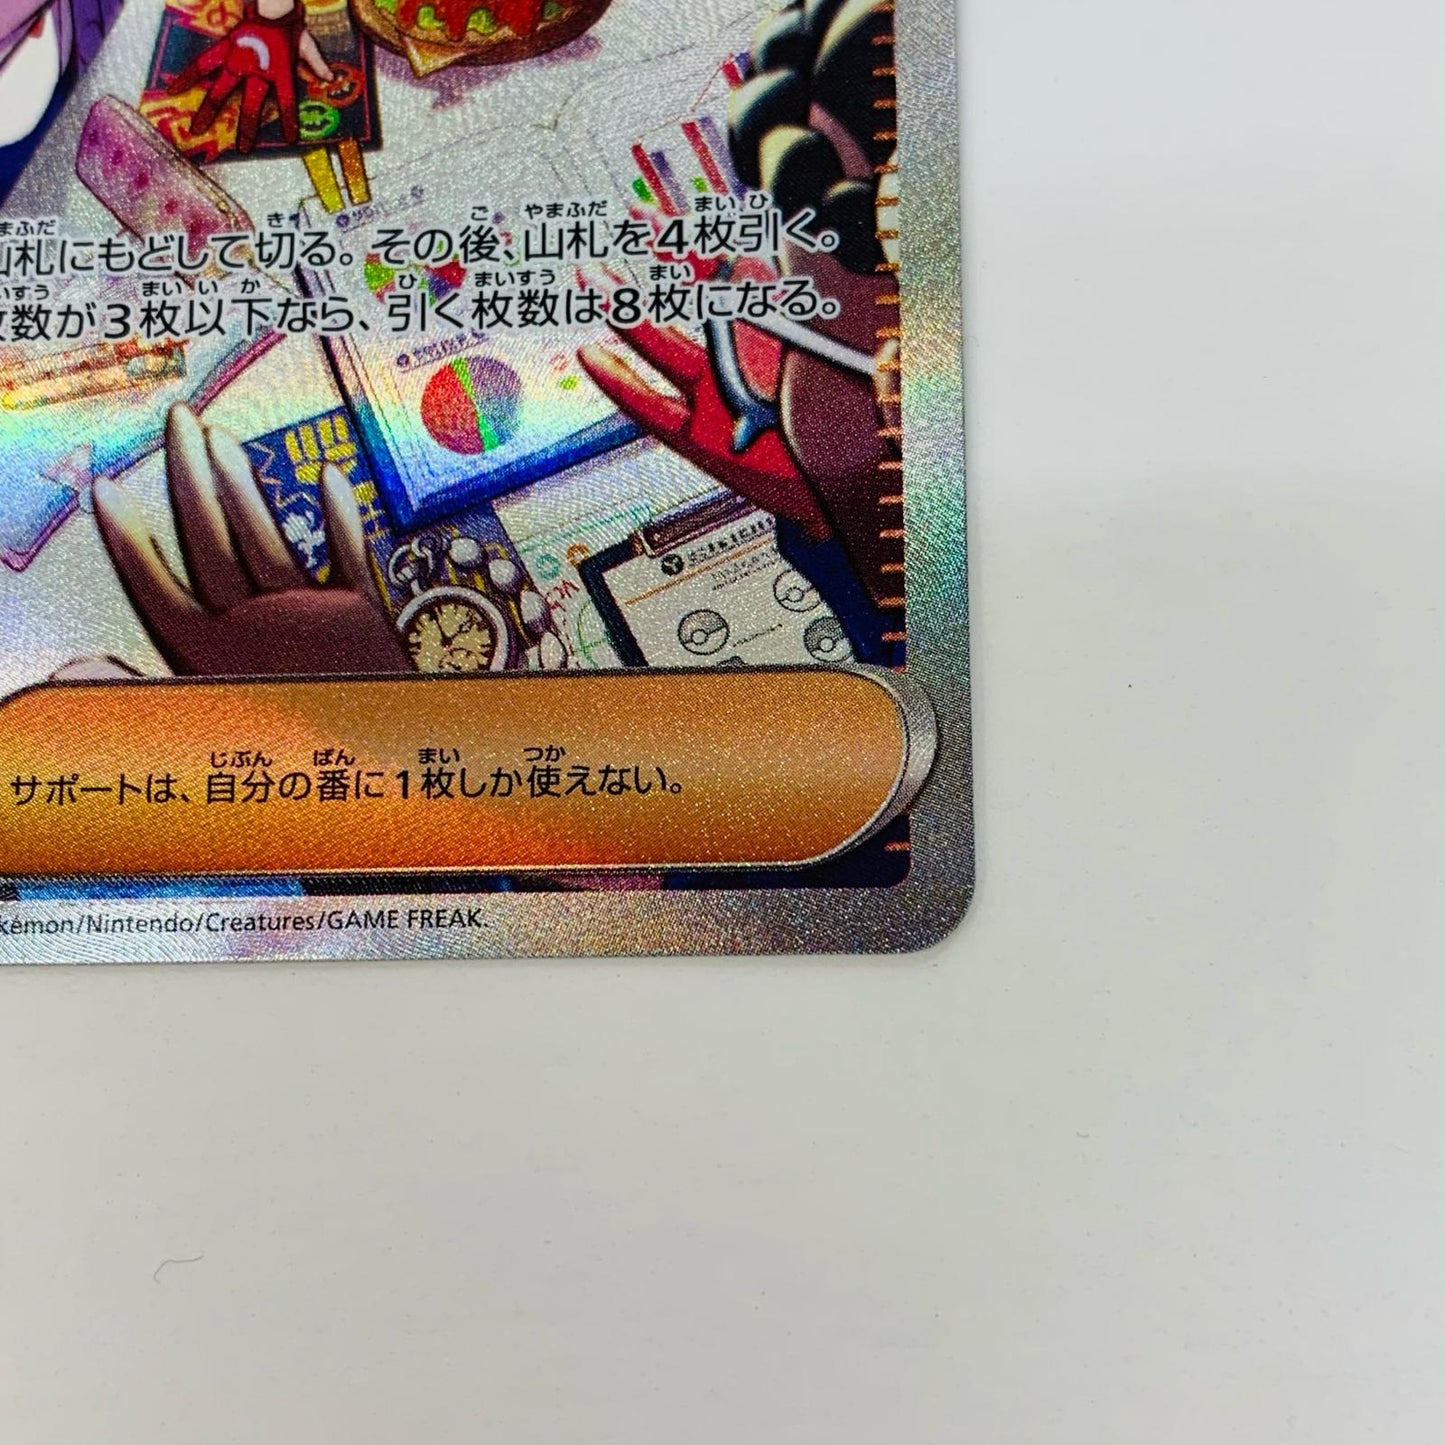 札にもどして切る。その後、山札を4枚引く。
数が3枚以下なら、引く枚数は8枚になる。
サポートは、自分の番に1枚しか使えない。
kémon/Nintendo/Creatures/GAME FREAK.